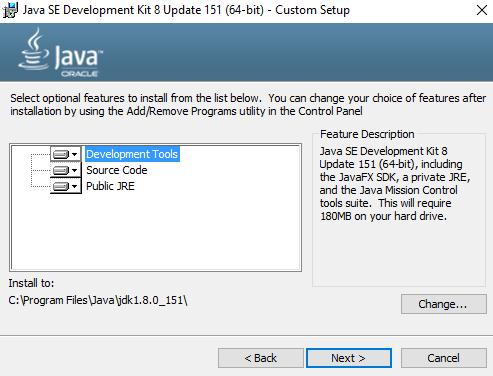 Java SE Development Kit 8 Update 151 (64-bit) - Custom Setup
Java
ORACLE
Select optional features to install from the list below. You can change your choice of features after
installation by using the Add/Remove Programs utility in the Control Panel
Development Tools
Source Code
Public JRE
Feature Description
Java SE Development Kit 8
Update 151 (64-bit), including
the JavaFX SDK, a private JRE,
and the Java Mission Control
tools suite. This will require
180MB on your hard drive.
Install to:
C:\Program Files\Java\jdk1.8.0_151\
Change...
< Back
Next >
Cancel